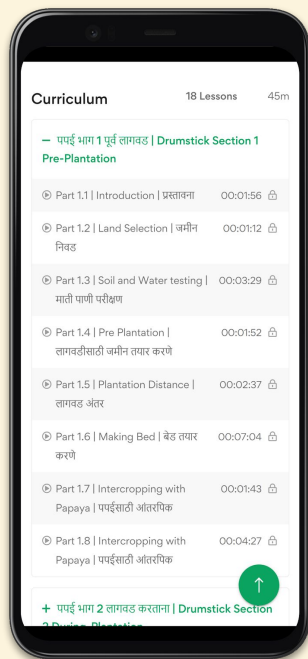 Curriculum 18 Lessons 45m
– पपई भाग 1 पूर्व लागवड | Drumstick Section 1
Pre-Plantation
Part 1.1 | Introduction | प्रस्तावना 00:01:56
Part 1.2 | Land Selection | जमीन 00:01:12
निवड
Part 1.3 | Soil and Water testing | 00:03:29
माती पाणी परीक्षण
Part 1.4 | Pre Plantation | 00:01:52
लागवडीसाठी जमीन तयार करणे
Part 1.5 | Plantation Distance | 00:02:37
लागवड अंतर
Part 1.6 | Making Bed | बेड तयार 00:07:04
करणे
Part 1.7 | Intercropping with 00:01:43
Papaya | पपईसाठी आंतरपिक
Part 1.8 | Intercropping with 00:04:27
Papaya | पपईसाठी आंतरपिक
+ पपई भाग 2 लागवड करताना | Drumstick Section
2 During-Plantation